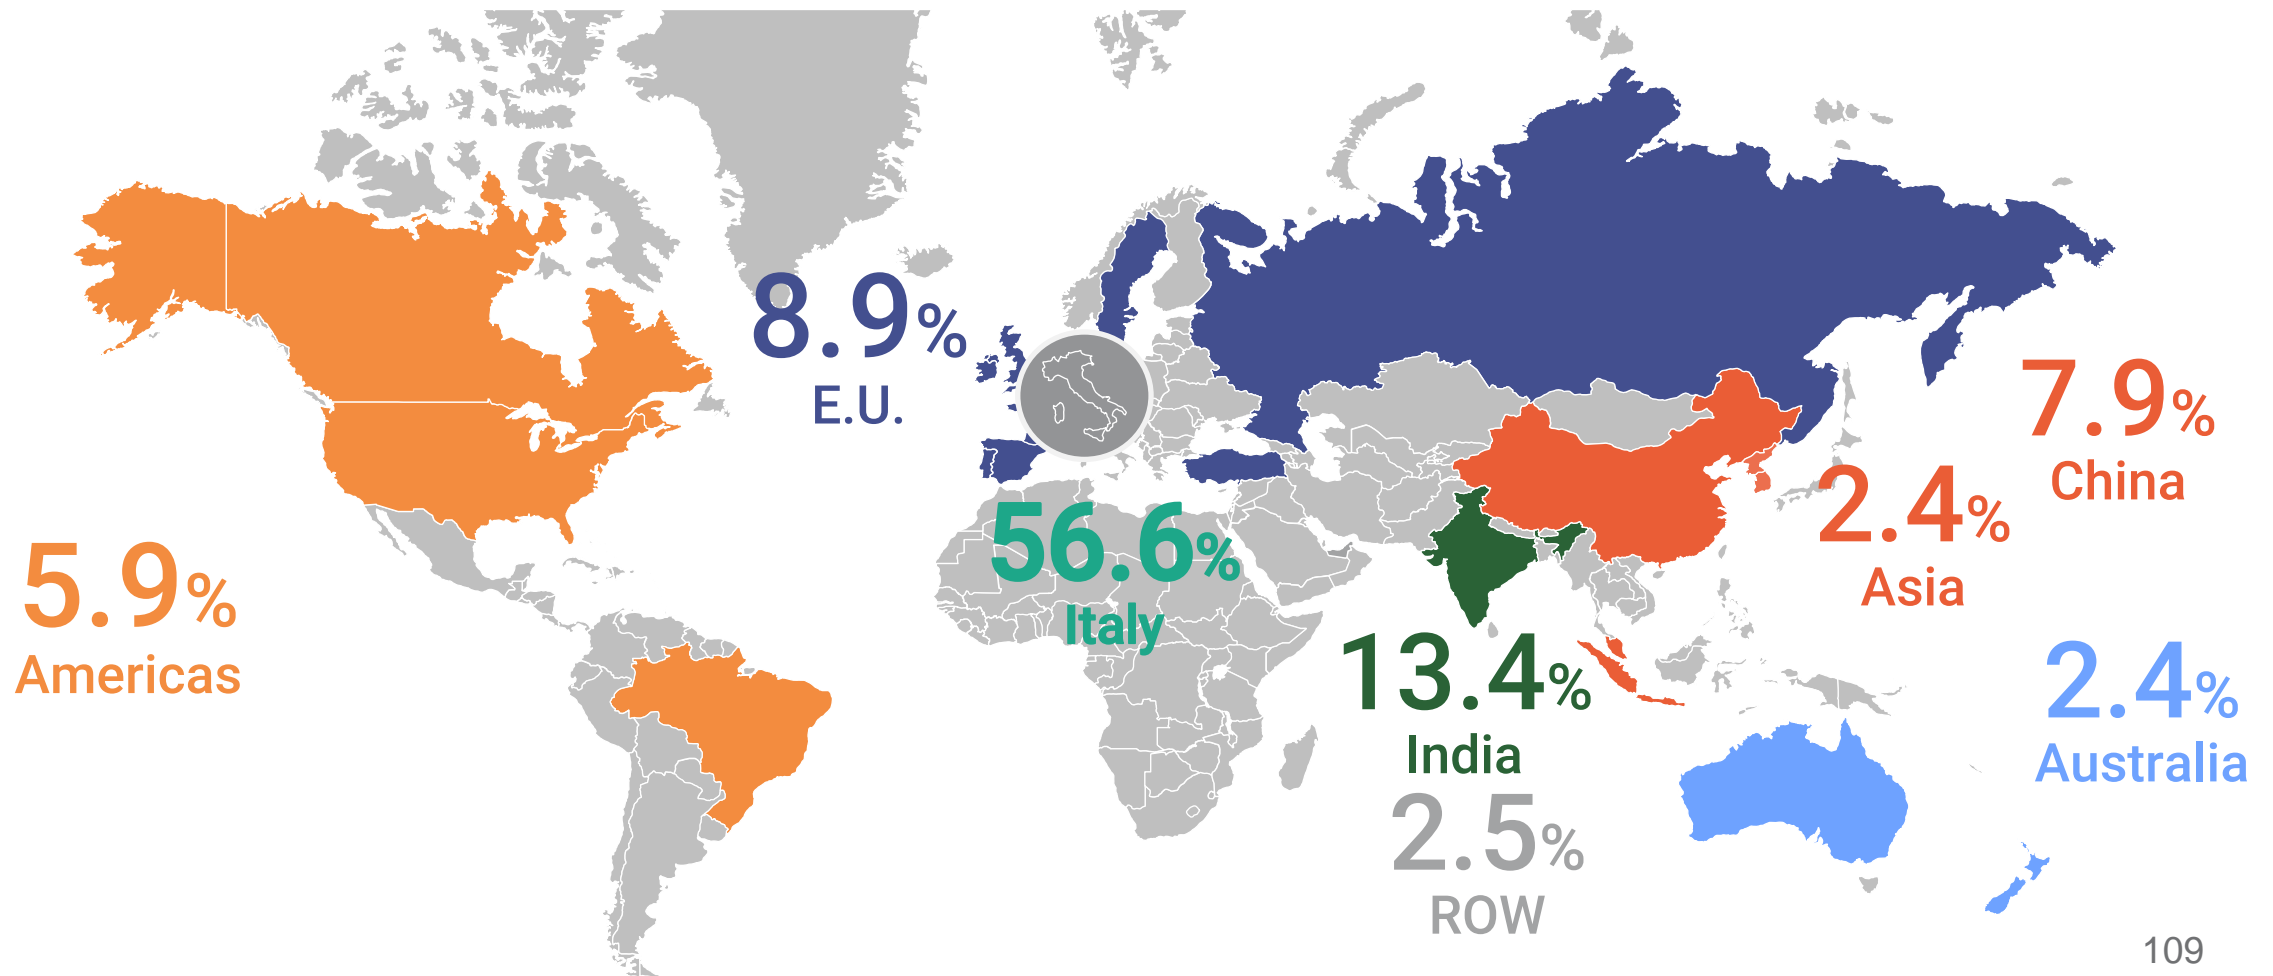 8.9%
E.U.
7.9%
China
2.4%
Asia
56.6%
Italy
5.9%
Americas
13.4%
India
2.4%
Australia
2.5%
ROW
109